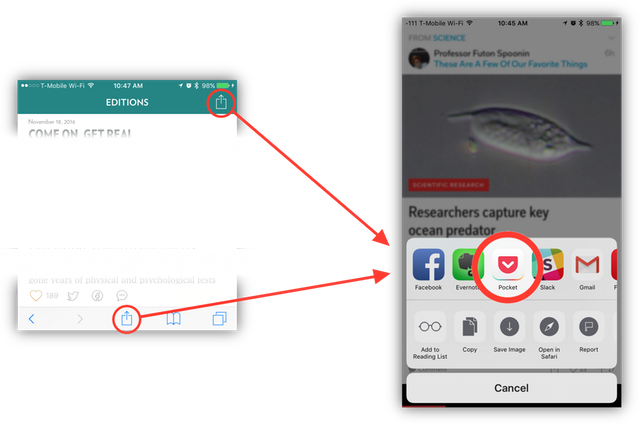 T-Mobile Wi-Fi 10:47 AM 98%
EDITIONS
November 18, 2016
COME ON, GET REAL
gone years of physical and psychological tests
189
-111 T-Mobile Wi-Fi 10:45 AM 98%
FROM SCIENCE
Professor Futon Spoonin 6h
These Are A Few Of Our Favorite Things
SCIENTIFIC RESEARCH
Researchers capture key
ocean predator
Facebook Evernote Pocket Slack Gmail
Add to Reading List Copy Save Image Open in Safari Report
Cancel